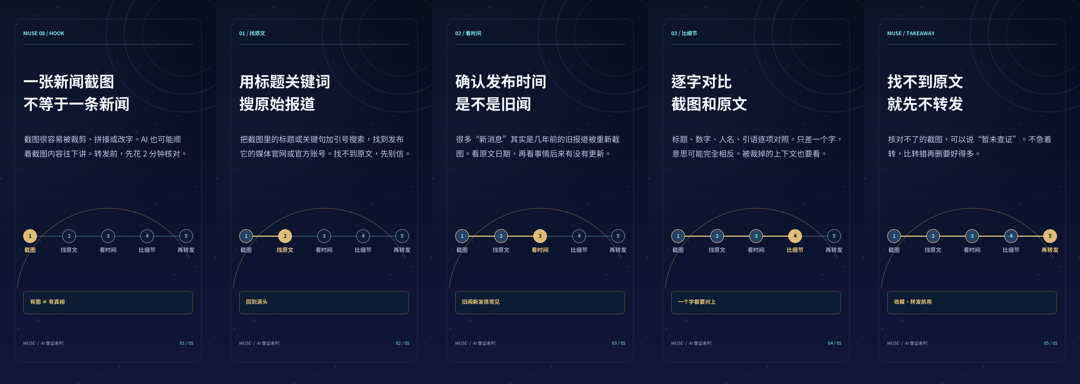 MUSE 08 / HOOK
一张新闻截图
不等于一条新闻
截图很容易被裁剪、拼接或改字。AI 也可能顺
着截图内容往下讲。转发前，先花 2 分钟核对。
1 2 3 4 5
截图 找原文 看时间 比细节 再转发
有图 ≠ 有真相
MUSE / AI 查证系列
01 / 05
01 / 找原文
用标题关键词
搜原始报道
把截图里的标题或关键句加引号搜索，找到发布
它的媒体官网或官方账号。找不到原文，先别信。
1 2 3 4 5
截图 找原文 看时间 比细节 再转发
回到源头
MUSE / AI 查证系列
02 / 05
02 / 看时间
确认发布时间
是不是旧闻
很多“新消息”其实是几年前的旧报道被重新截
图。看原文日期，再看事情后来有没有更新。
1 2 3 4 5
截图 找原文 看时间 比细节 再转发
旧闻新发很常见
MUSE / AI 查证系列
03 / 05
03 / 比细节
逐字对比
截图和原文
标题、数字、人名、引语逐项对照。只差一个字，
意思可能完全相反。被裁掉的上下文也要看。
1 2 3 4 5
截图 找原文 看时间 比细节 再转发
一个字都要对上
MUSE / AI 查证系列
04 / 05
MUSE / TAKEAWAY
找不到原文
就先不转发
核对不了的截图，可以说“暂未查证”。不急着
转，比转错再删要好得多。
1 2 3 4 5
截图 找原文 看时间 比细节 再转发
收藏，转发前用
MUSE / AI 查证系列
05 / 05